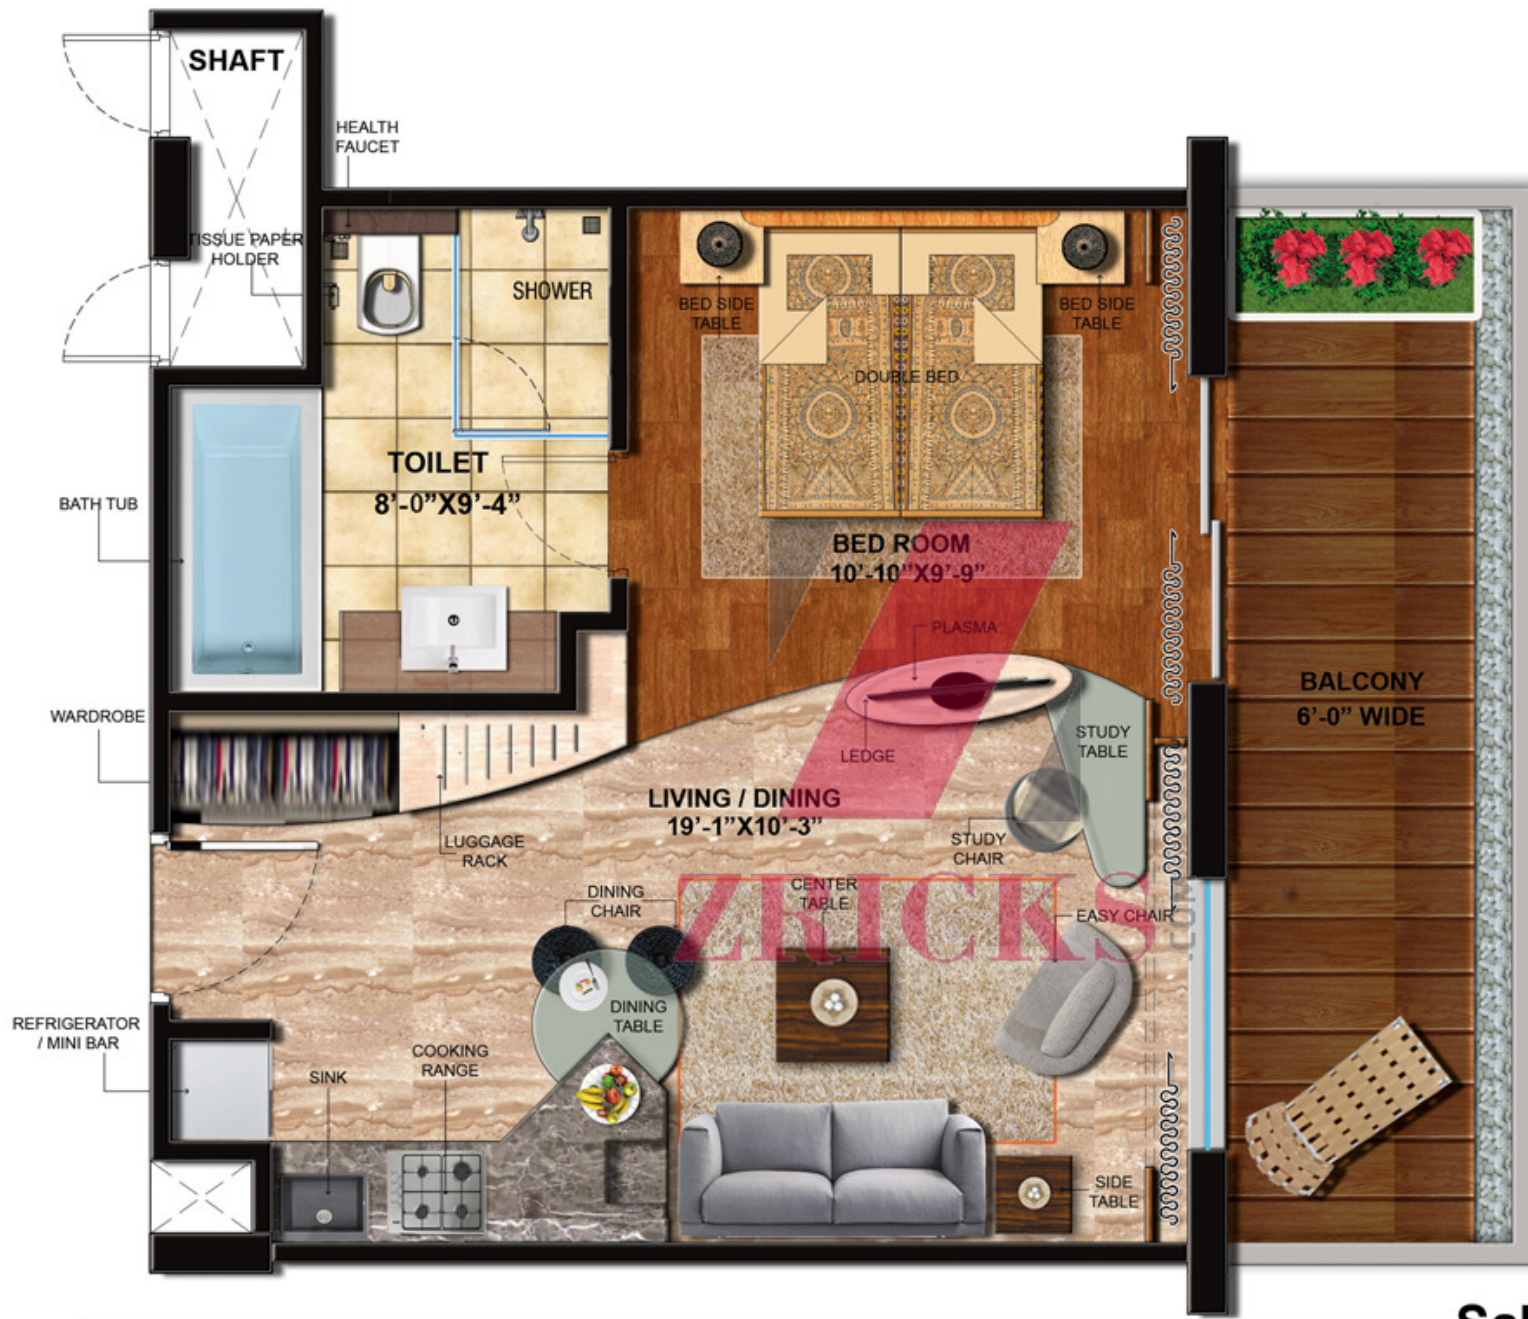 SHAFT
HEALTH
FAUCET
TISSUE PAPER
HOLDER
SHOWER
BED SIDE
TABLE
BED SIDE
TABLE
DOUBLE BED
TOILET
8'-0"X9'-4"
BATH TUB
BED ROOM
10'-10"X9'-9"
PLASMA
BALCONY
6'-0" WIDE
WARDROBE
STUDY
TABLE
LEDGE
LIVING / DINING
19'-1"X10'-3"
LUGGAGE
RACK
STUDY
CHAIR
DINING
CHAIR
CENTER
TABLE
EASY CHAIR
ZRICKS
.COM
DINING
TABLE
REFRIGERATOR
/ MINI BAR
SINK
COOKING
RANGE
SIDE
TABLE